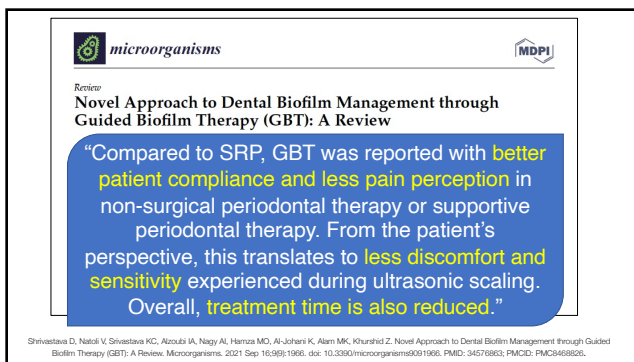 microorganisms
MDPI
Review
Novel Approach to Dental Biofilm Management through
Guided Biofilm Therapy (GBT): A Review
“Compared to SRP, GBT was reported with better
patient compliance and less pain perception in
non-surgical periodontal therapy or supportive
periodontal therapy. From the patient’s
perspective, this translates to less discomfort and
sensitivity experienced during ultrasonic scaling.
Overall, treatment time is also reduced.”
Shrivastava D, Natoli V, Srivastava KC, Alzoubi IA, Nagy AI, Hamza MO, Al-Johani K, Alam MK, Khurshid Z. Novel Approach to Dental Biofilm Management through Guided
Biofilm Therapy (GBT): A Review. Microorganisms. 2021 Sep 16;9(9):1966. doi: 10.3390/microorganisms9091966. PMID: 34576863; PMCID: PMC8468826.